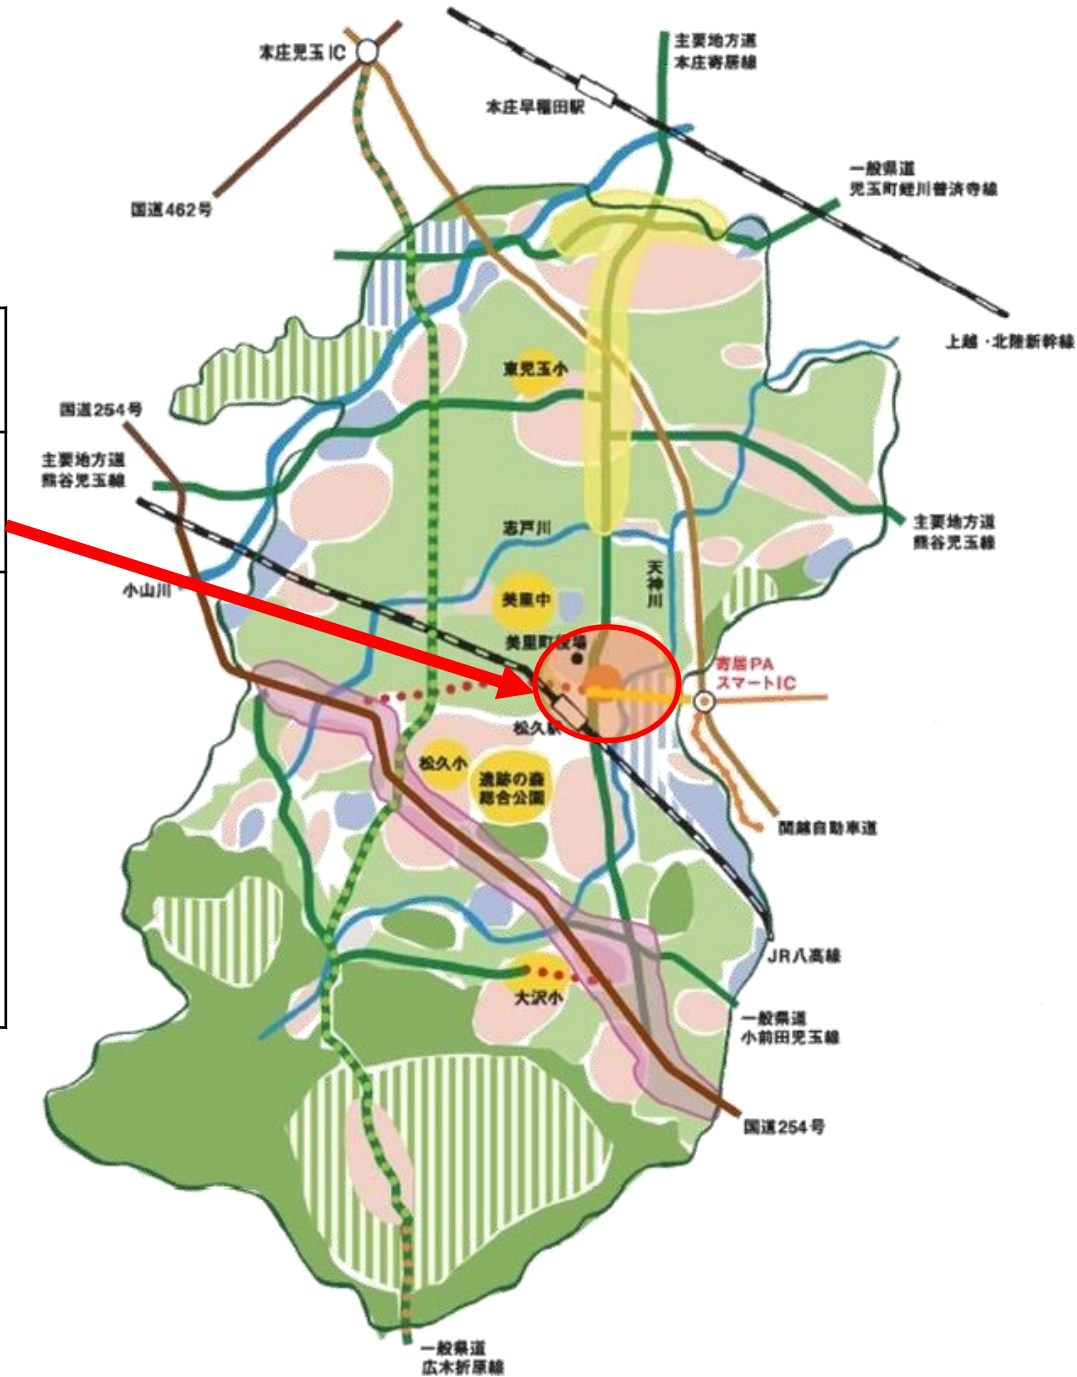 本庄児玉IC
主要地方道
本庄寄居線
本庄早稲田駅
一般県道
児玉町蛭川普済寺線
国道462号
上越・北陸新幹線
東児玉小
国道254号
主要地方道
熊谷児玉線
志戸川
主要地方道
熊谷児玉線
天神川
小山川
美里中
美里町役場
寄居PA
スマートIC
松久駅
松久小
遺跡の森
総合公園
関越自動車道
JR八高線
大沢小
一般県道
小前田児玉線
国道254号
一般県道
広木折原線